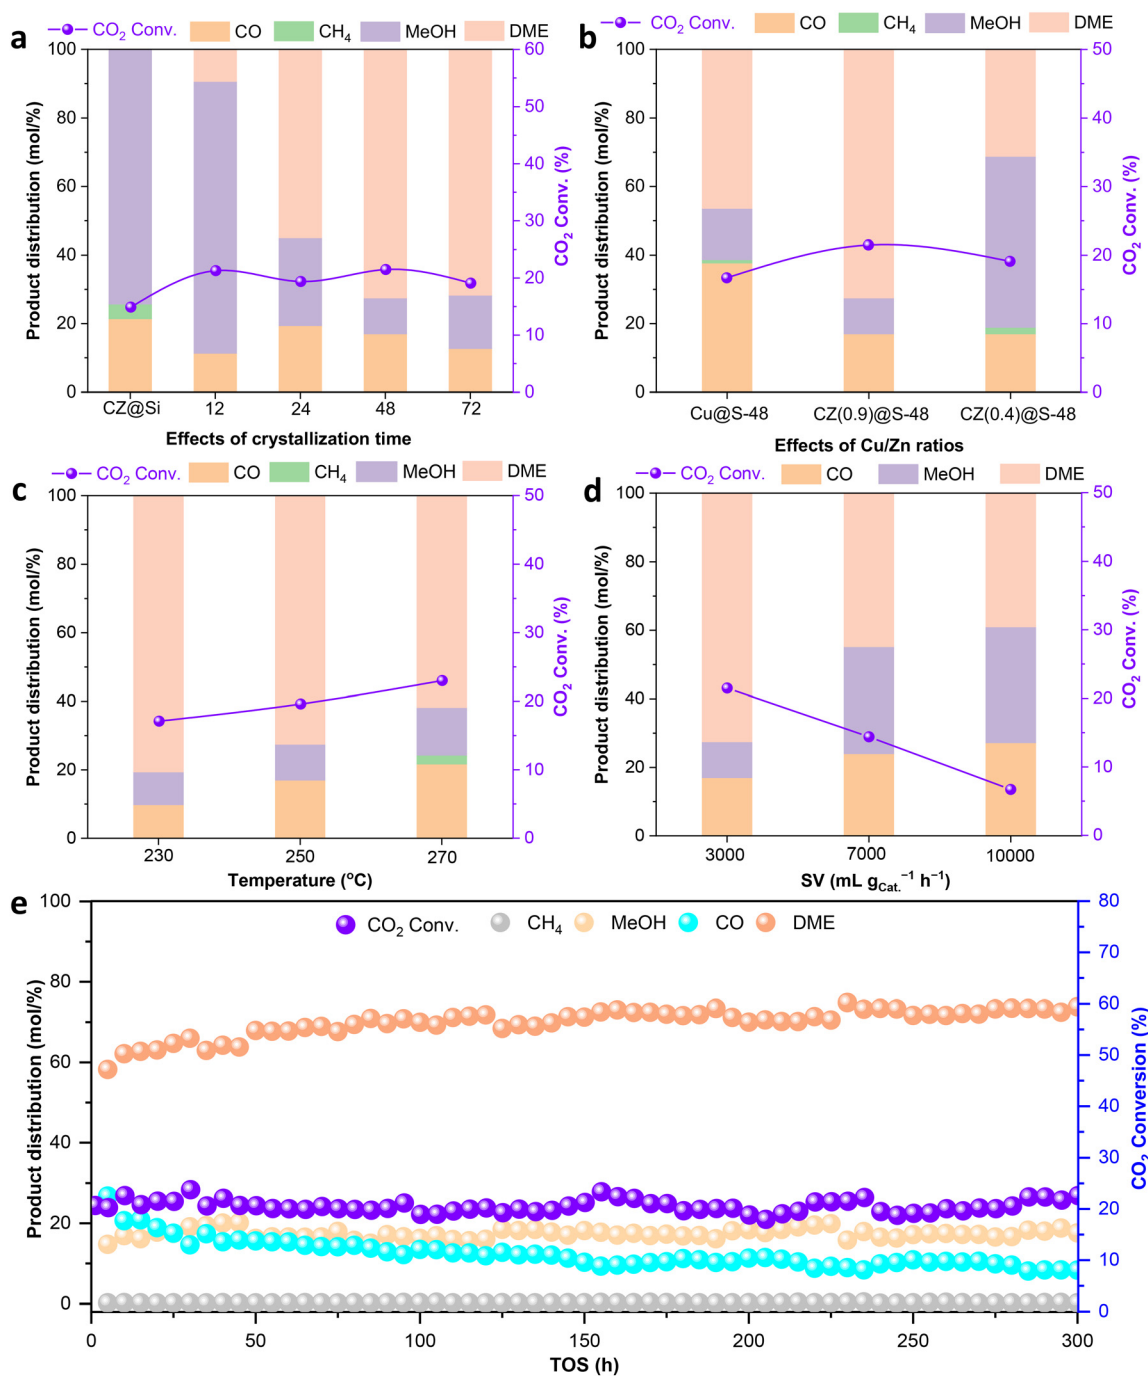 a
CO₂ Conv. CO CH₄ MeOH DME
Product distribution (mol/%)
100
80
60
40
20
0
60
50
40
30
20
10
0
CO₂ Conv. (%)
CZ@Si 12 24 48 72
Effects of crystallization time
b
CO₂ Conv. CO CH₄ MeOH DME
Product distribution (mol/%)
100
80
60
40
20
0
50
40
30
20
10
0
CO₂ Conv. (%)
Cu@S-48 CZ(0.9)@S-48 CZ(0.4)@S-48
Effects of Cu/Zn ratios
c
CO₂ Conv. CO CH₄ MeOH DME
Product distribution (mol/%)
100
80
60
40
20
0
50
40
30
20
10
0
CO₂ Conv. (%)
230 250 270
Temperature (°C)
d
CO₂ Conv. CO MeOH DME
Product distribution (mol/%)
100
80
60
40
20
0
50
40
30
20
10
0
CO₂ Conv. (%)
3000 7000 10000
SV (mL gCat.⁻¹ h⁻¹)
e
CO₂ Conv. CH₄ MeOH CO DME
Product distribution (mol/%)
100
80
60
40
20
0
80
70
60
50
40
30
20
10
0
CO₂ Conversion (%)
0 50 100 150 200 250 300
TOS (h)